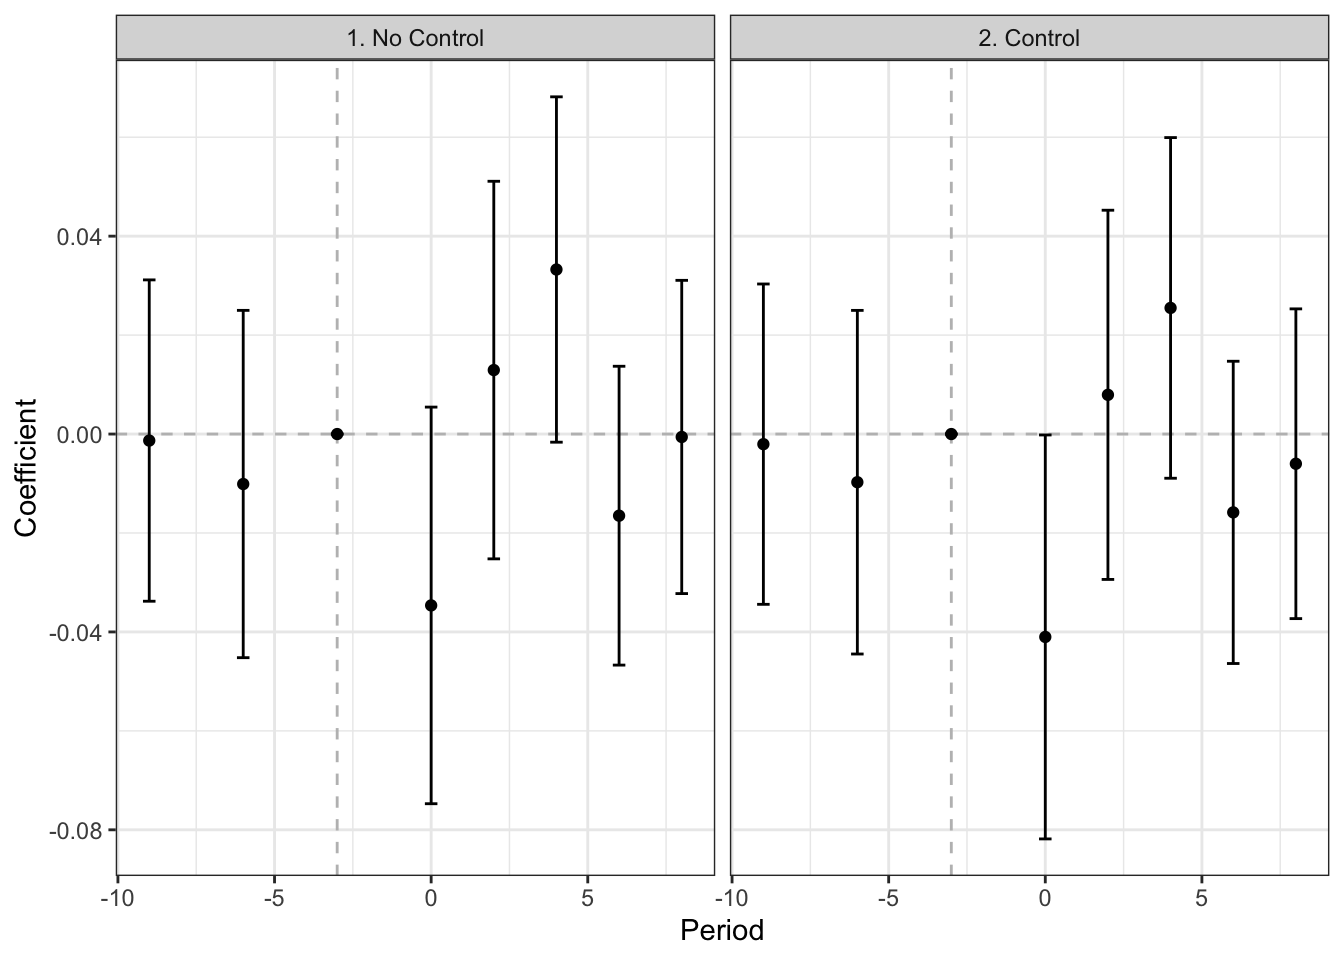 1. No Control
2. Control
0.04
0.00
-0.04
-0.08
Coefficient
-10 -5 0 5 -10 -5 0 5
Period